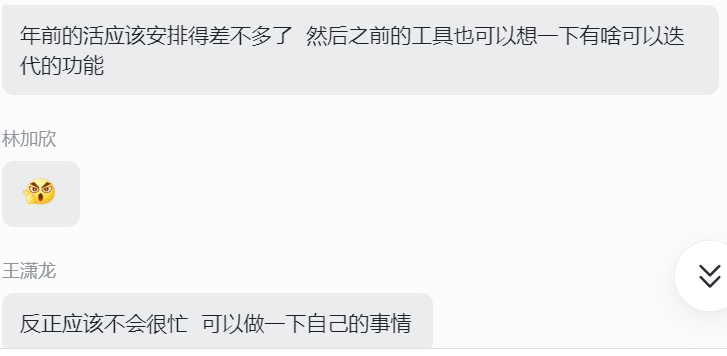 年前的活应该安排得差不多了 然后之前的工具也可以想一下有啥可以迭
代的功能
林加欣
王潇龙
反正应该不会很忙 可以做一下自己的事情